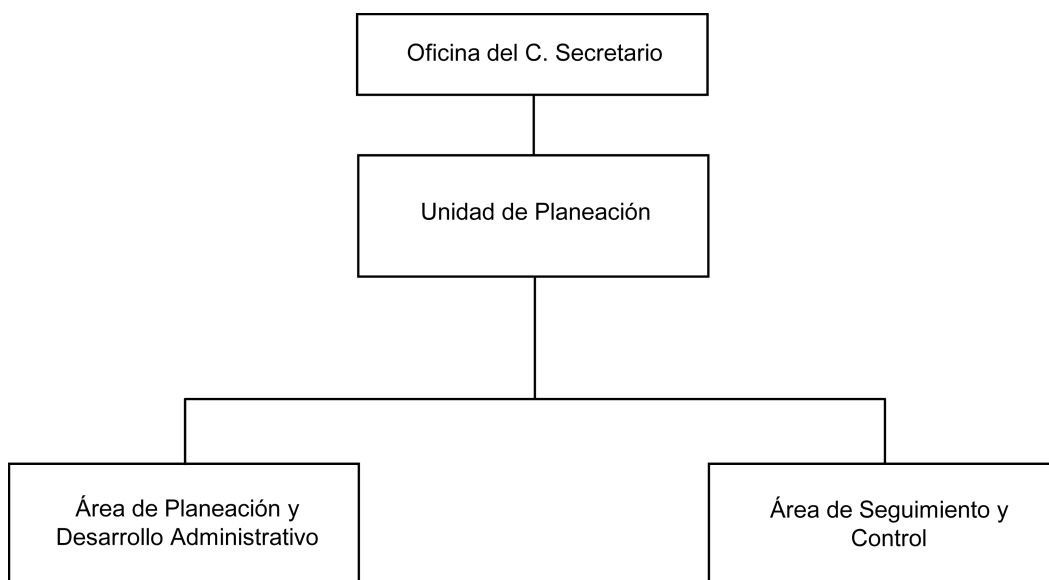 Oficina del C. Secretario
Unidad de Planeación
Área de Planeación y
Desarrollo Administrativo
Área de Seguimiento y
Control